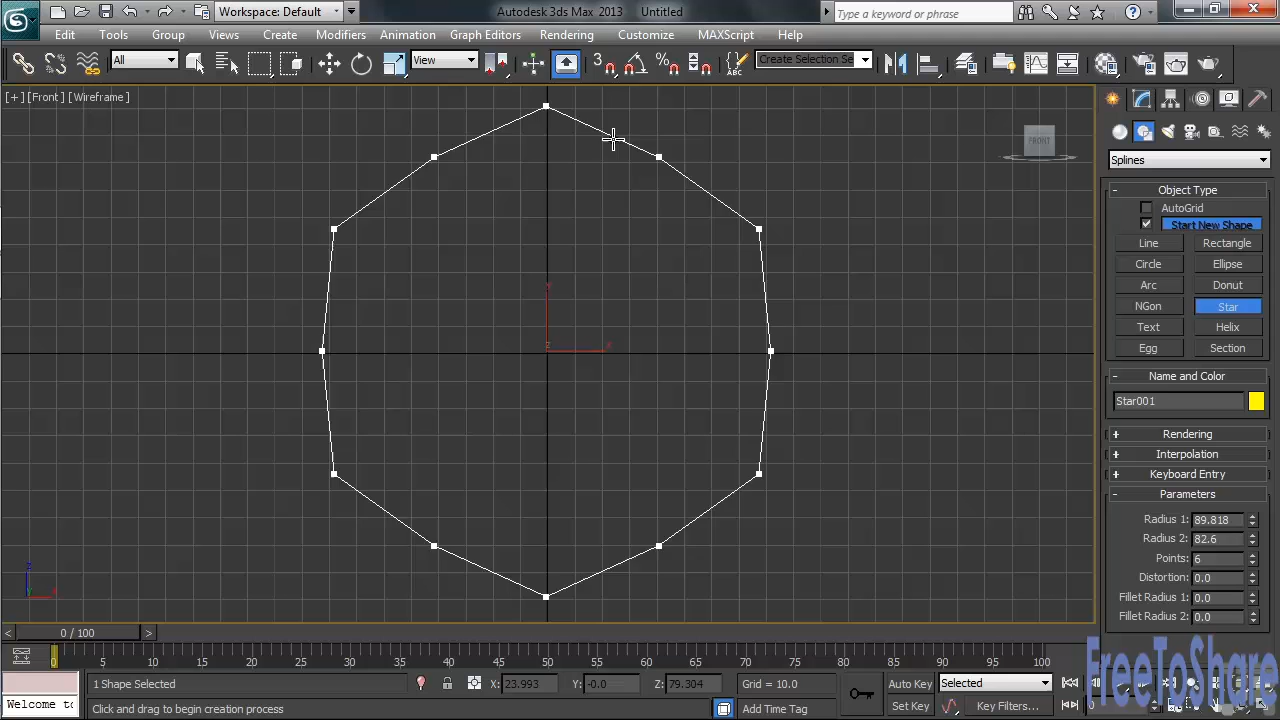 Workspace: Default
Autodesk 3ds Max 2013
Untitled
Type a keyword or phrase
Edit
Tools
Group
Views
Create
Modifiers
Animation
Graph Editors
Rendering
Customize
MAXScript
Help
All
View
3
Create Selection Se
[+] [Front] [Wireframe ]
FRONT
Y
X
z
z
x
Splines
- Object Type
AutoGrid
Start New Shape
Line
Rectangle
Circle
Ellipse
Arc
Donut
NGon
Star
Text
Helix
Egg
Section
- Name and Color
Star001
+ Rendering
+ Interpolation
+ Keyboard Entry
- Parameters
Radius 1: 89.818
Radius 2: 82.6
Points: 6
Distortion: 0.0
Fillet Radius 1: 0.0
Fillet Radius 2: 0.0
< 0 / 100 >
0 5 10 15 20 25 30 35 40 45 50 55 60 65 70 75 80 85 90 95 100
1 Shape Selected
X: 23.993
Y: -0.0
Z: 79.304
Grid = 10.0
Auto Key
Selected
Welcome to
Click and drag to begin creation process
Add Time Tag
Set Key
Key Filters...
0
FreeToShare